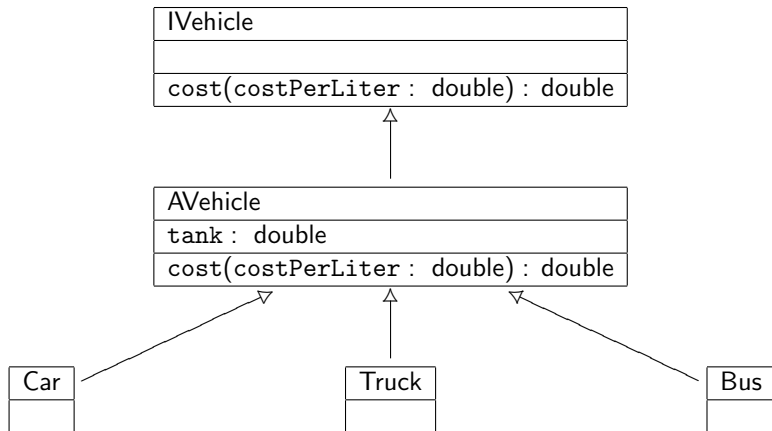 IVehicle
cost(costPerLiter : double) : double
AVehicle
tank : double
cost(costPerLiter : double) : double
Car
Truck
Bus